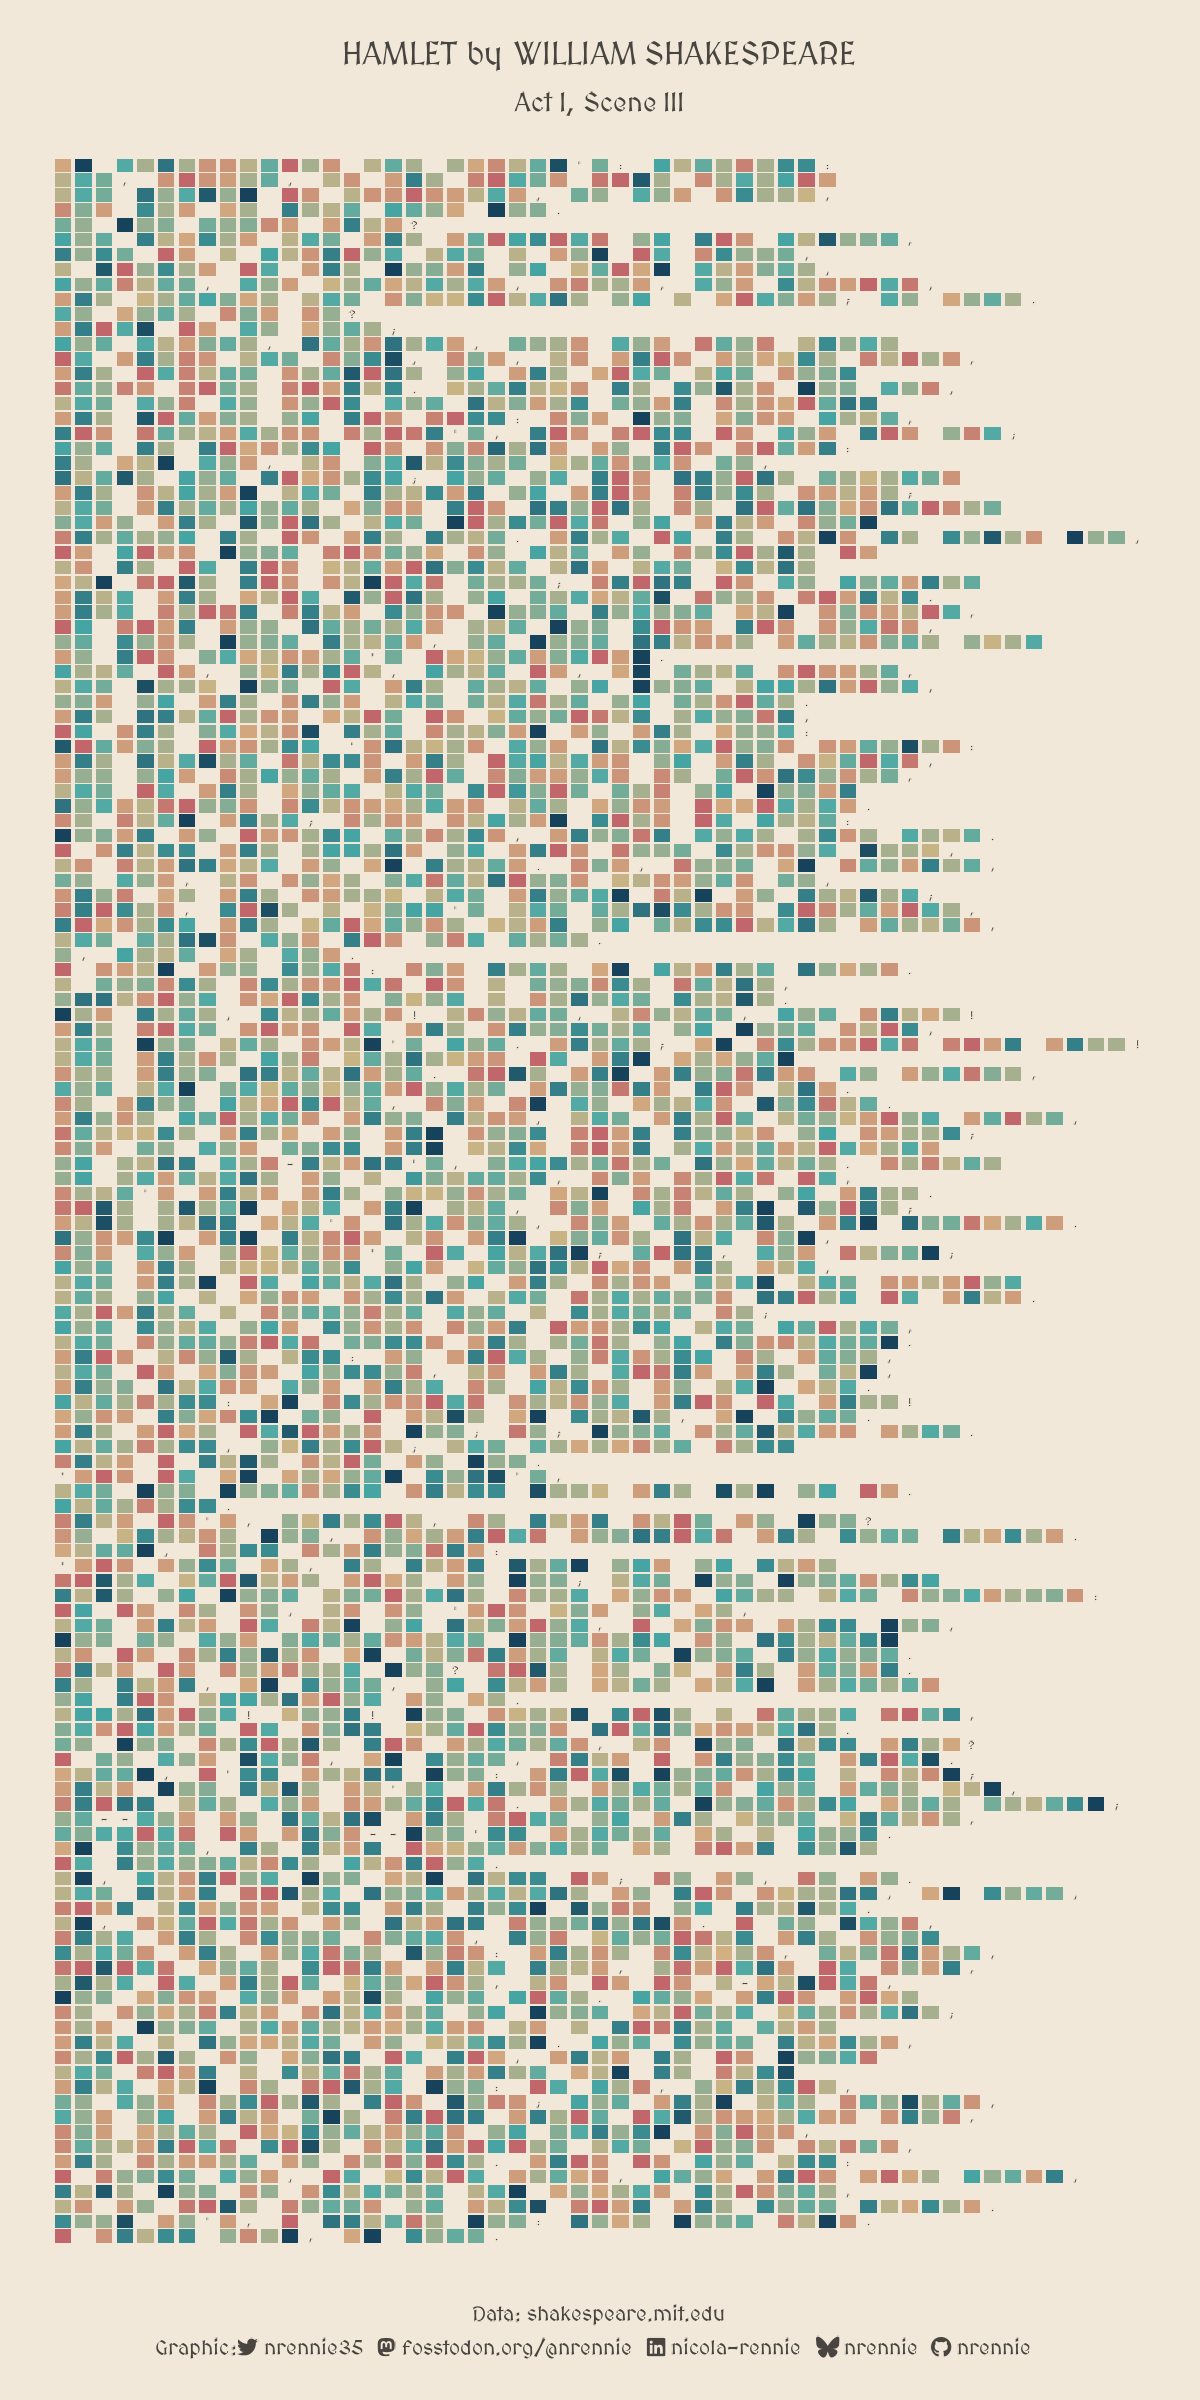 HAMLET by WILLIAM SHAKESPEARE
Act I, Scene III
Data: shakespeare.mit.edu
Graphic: nrennie35 fosstodon.org/@nrennie nicola-rennie nrennie nrennie